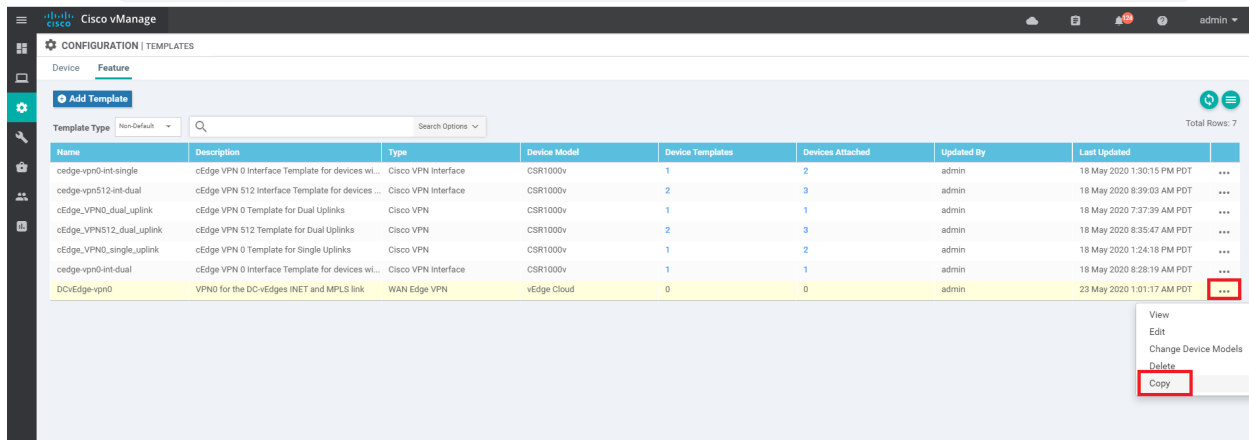 cisco Cisco vManage 124 admin
CONFIGURATION | TEMPLATES
Device Feature
Add Template
Template Type Non-Default Search Options Total Rows: 7
Name Description Type Device Model Device Templates Devices Attached Updated By Last Updated
cedge-vpn0-int-single cEdge VPN 0 Interface Template for devices wi... Cisco VPN Interface CSR1000v 1 2 admin 18 May 2020 1:30:15 PM PDT
cedge-vpn512-int-dual cEdge VPN 512 Interface Template for devices ... Cisco VPN Interface CSR1000v 2 3 admin 18 May 2020 8:39:03 AM PDT
cEdge_VPN0_dual_uplink cEdge VPN 0 Template for Dual Uplinks Cisco VPN CSR1000v 1 1 admin 18 May 2020 7:37:39 AM PDT
cEdge_VPN512_dual_uplink cEdge VPN 512 Template for Dual Uplinks Cisco VPN CSR1000v 2 3 admin 18 May 2020 8:35:47 AM PDT
cEdge_VPN0_single_uplink cEdge VPN 0 Template for Single Uplinks Cisco VPN CSR1000v 1 2 admin 18 May 2020 1:24:18 PM PDT
cedge-vpn0-int-dual cEdge VPN 0 Interface Template for devices wi... Cisco VPN Interface CSR1000v 1 1 admin 18 May 2020 8:28:19 AM PDT
DCvEdge-vpn0 VPN0 for the DC-vEdges INET and MPLS link WAN Edge VPN vEdge Cloud 0 0 admin 23 May 2020 1:01:17 AM PDT
View
Edit
Change Device Models
Delete
Copy